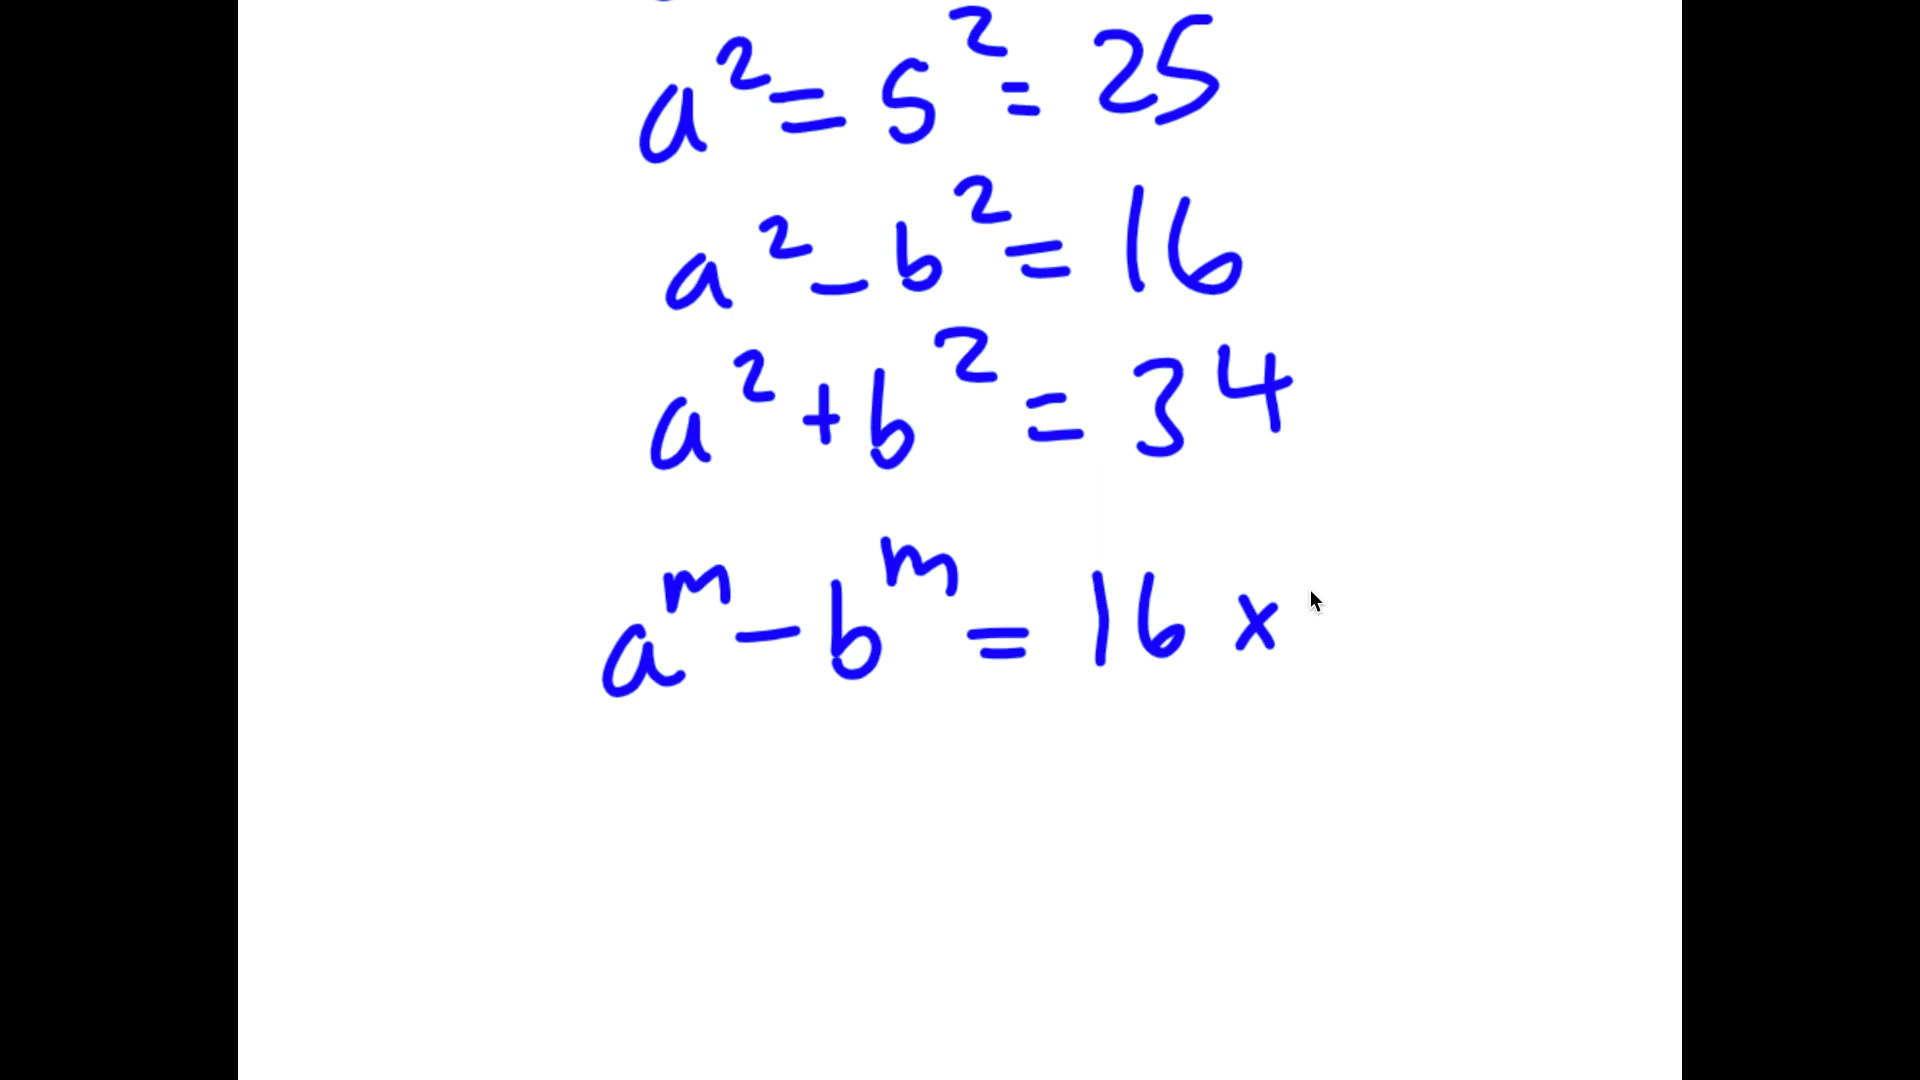 a² = 5² = 25
a² - b² = 16
a² + b² = 34
aᵐ - bᵐ = 16 ×